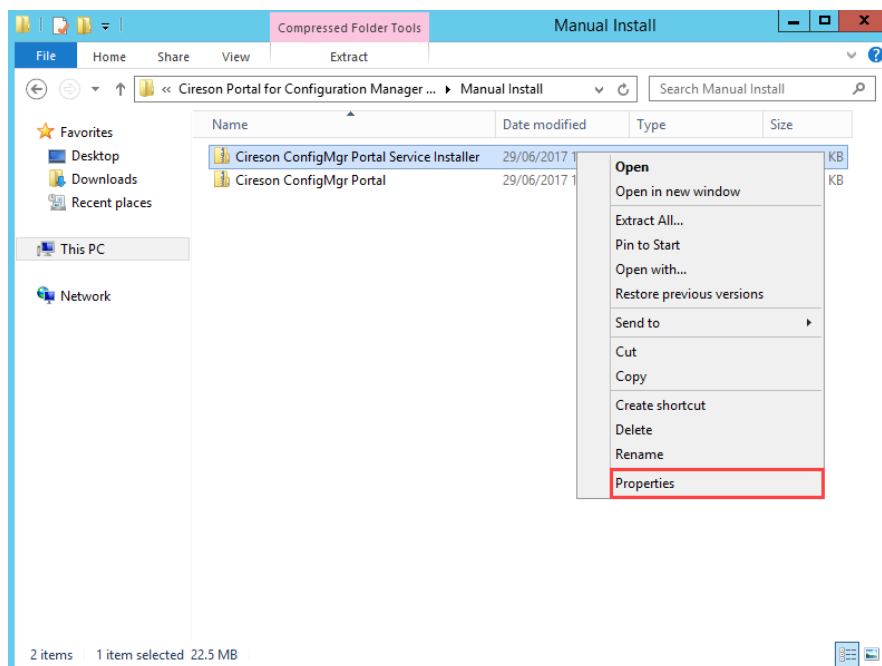 Compressed Folder Tools
Manual Install
File Home Share View Extract
« Cireson Portal for Configuration Manager ... Manual Install
Search Manual Install
Favorites
Desktop
Downloads
Recent places
This PC
Network
Name Date modified Type Size
Cireson ConfigMgr Portal Service Installer 29/06/2017 1 KB
Cireson ConfigMgr Portal 29/06/2017 1 KB
Open
Open in new window
Extract All...
Pin to Start
Open with...
Restore previous versions
Send to
Cut
Copy
Create shortcut
Delete
Rename
Properties
2 items 1 item selected 22.5 MB